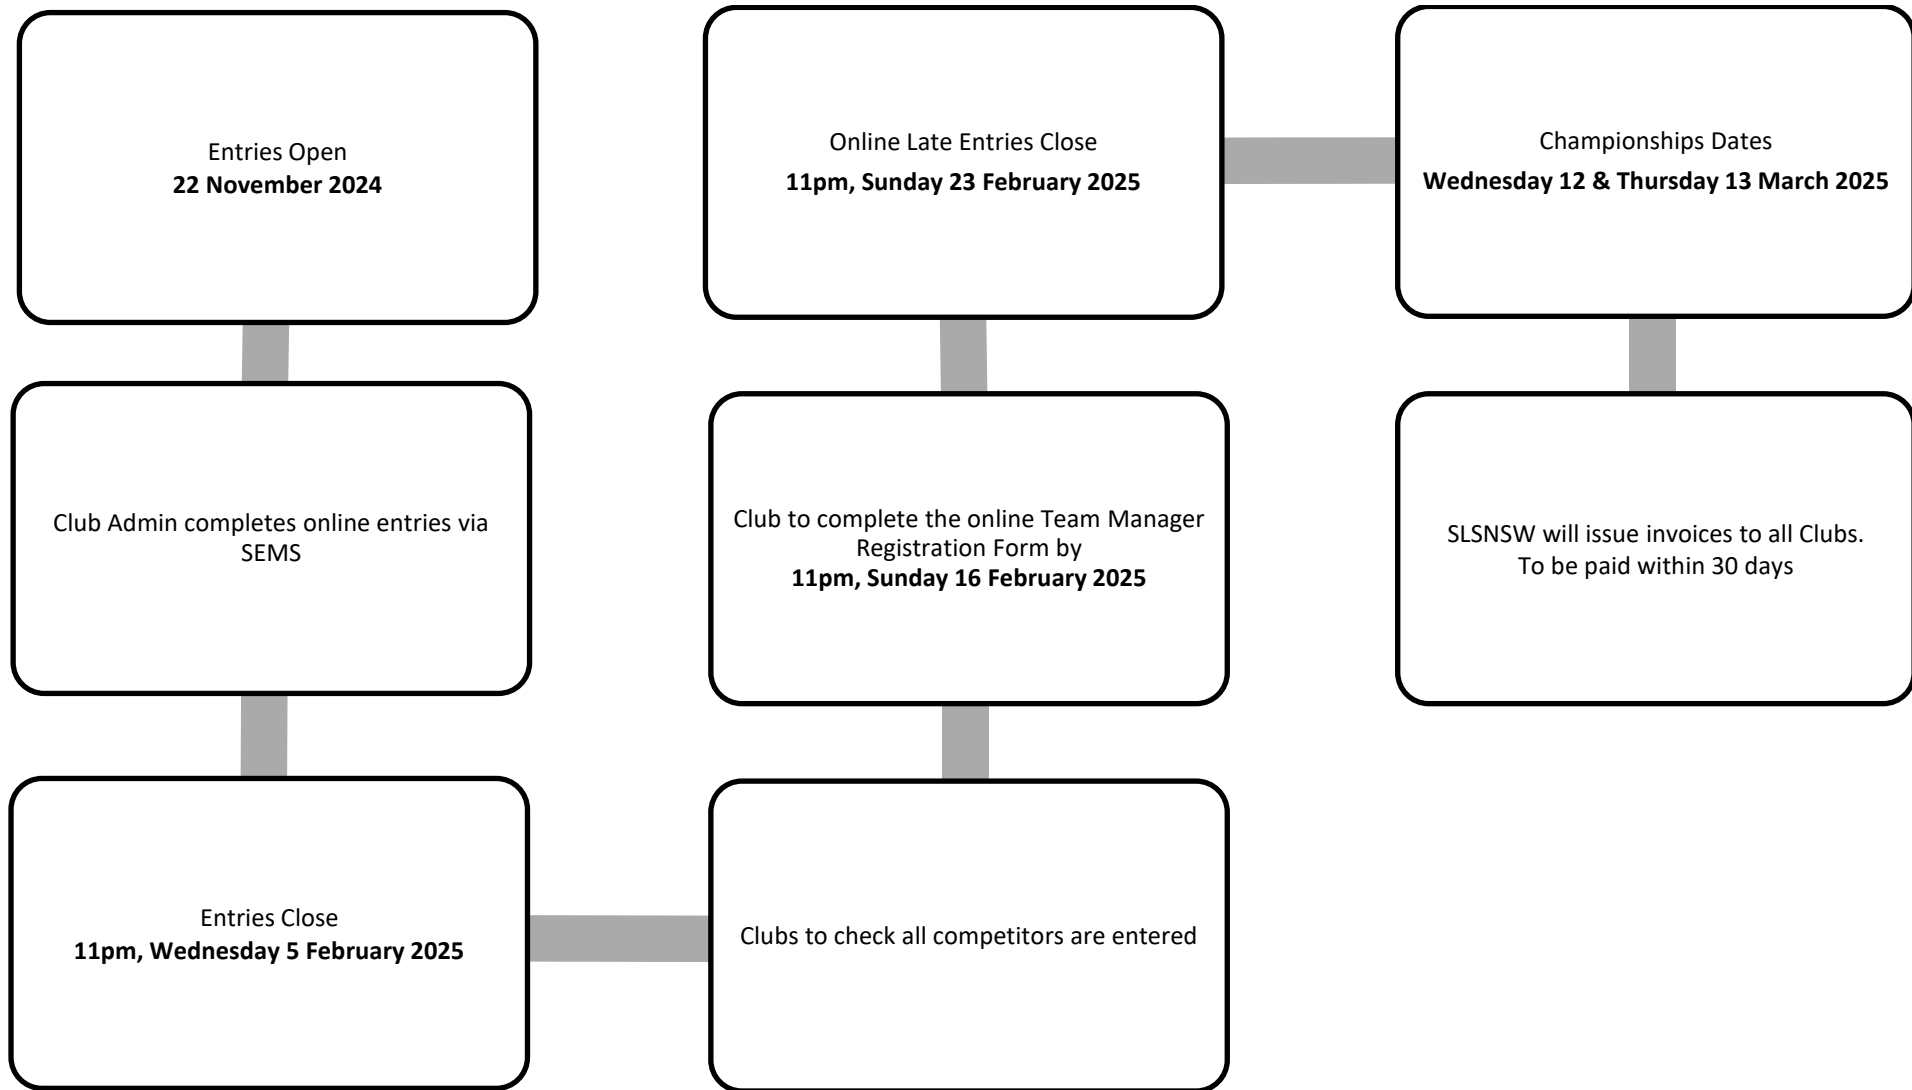 Entries Open
22 November 2024
Club Admin completes online entries via
SEMS
Entries Close
11pm, Wednesday 5 February 2025
Clubs to check all competitors are entered
Club to complete the online Team Manager
Registration Form by
11pm, Sunday 16 February 2025
Online Late Entries Close
11pm, Sunday 23 February 2025
Championships Dates
Wednesday 12 & Thursday 13 March 2025
SLSNSW will issue invoices to all Clubs.
To be paid within 30 days